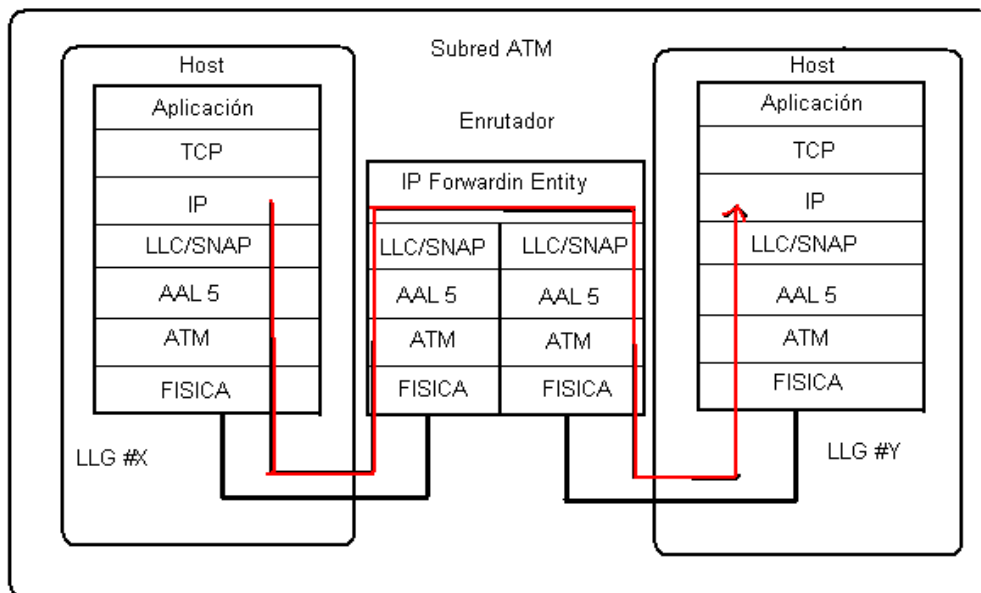 Subred ATM
Host
Aplicación
TCP
IP
LLC/SNAP
AAL 5
ATM
FISICA
LLG #X
Enrutador
IP Forwardin Entity
LLC/SNAP LLC/SNAP
AAL 5 AAL 5
ATM ATM
FISICA FISICA
Host
Aplicación
TCP
IP
LLC/SNAP
AAL 5
ATM
FISICA
LLG #Y